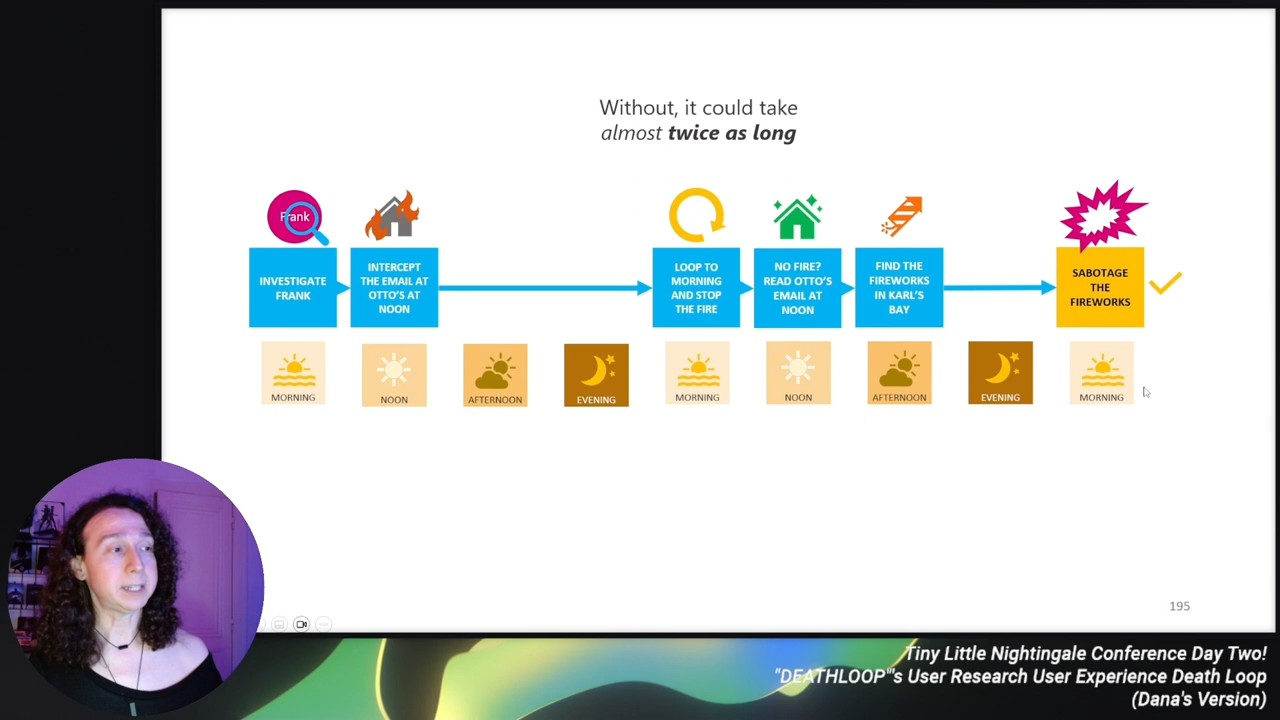 Without, it could take
almost twice as long
Frank
INVESTIGATE
FRANK
INTERCEPT
THE EMAIL AT
OTTO'S AT
NOON
LOOP TO
MORNING
AND STOP
THE FIRE
NO FIRE?
READ OTTO'S
EMAIL AT
NOON
FIND THE
FIREWORKS
IN KARL'S
BAY
SABOTAGE
THE
FIREWORKS
MORNING
NOON
AFTERNOON
EVENING
MORNING
NOON
AFTERNOON
EVENING
MORNING
195
Tiny Little Nightingale Conference Day Two!
"DEATHLOOP"'s User Research User Experience Death Loop
(Dana's Version)